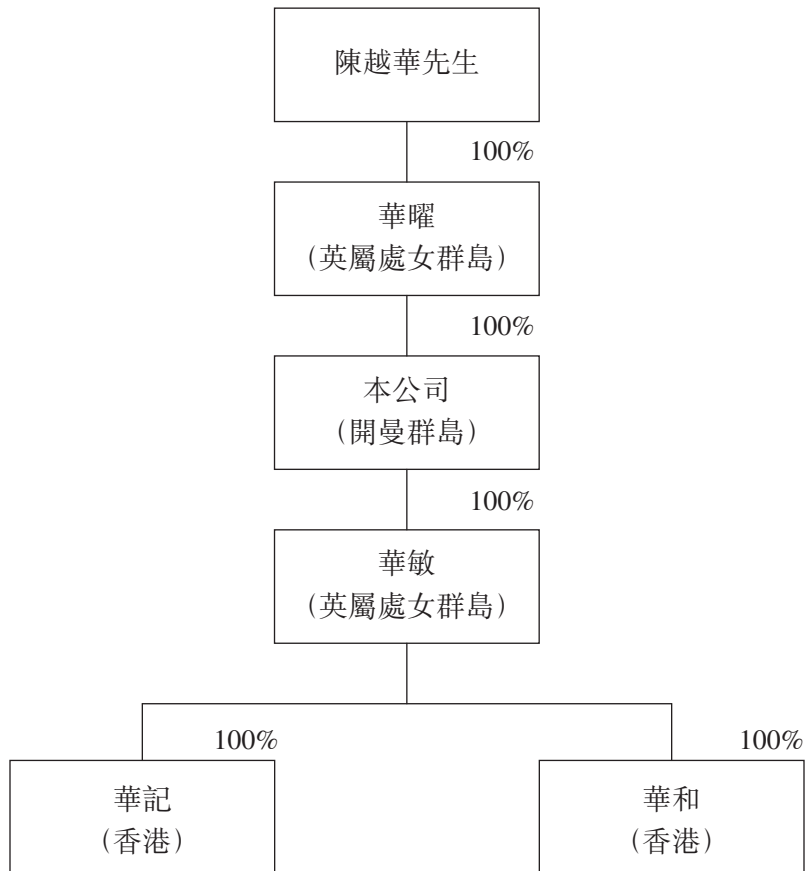 陳越華先生
100%
華曜
（英屬處女群島）
100%
本公司
（開曼群島）
100%
華敏
（英屬處女群島）
100%
100%
華記
（香港）
華和
（香港）